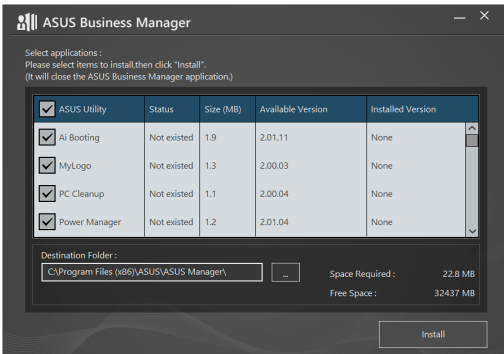 ASUS Business Manager
Select applications :
Please select items to install,then click "Install".
(It will close the ASUS Business Manager application.)
ASUS Utility Status Size (MB) Available Version Installed Version
Ai Booting Not existed 1.9 2.01.11 None
MyLogo Not existed 1.3 2.00.03 None
PC Cleanup Not existed 1.1 2.00.04 None
Power Manager Not existed 1.2 2.01.04 None
Destination Folder :
C:\Program Files (x86)\ASUS\ASUS Manager\ ... Space Required : 22.8 MB
Free Space : 32437 MB
Install